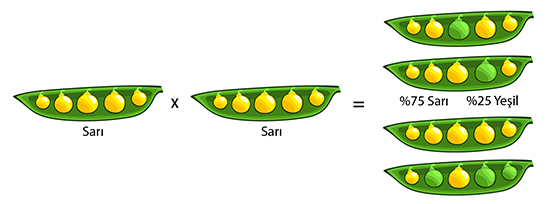 Sarı
x
Sarı
=
%75 Sarı %25 Yeşil